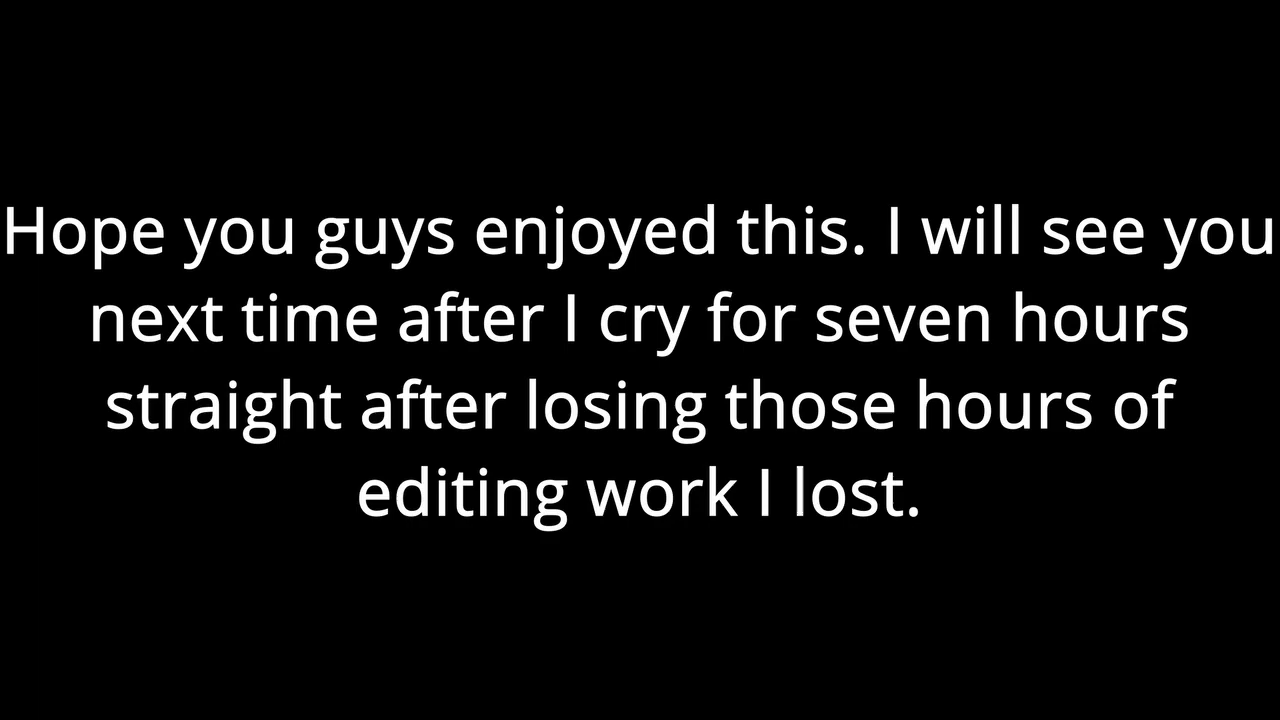 Hope you guys enjoyed this. I will see you
next time after I cry for seven hours
straight after losing those hours of
editing work I lost.